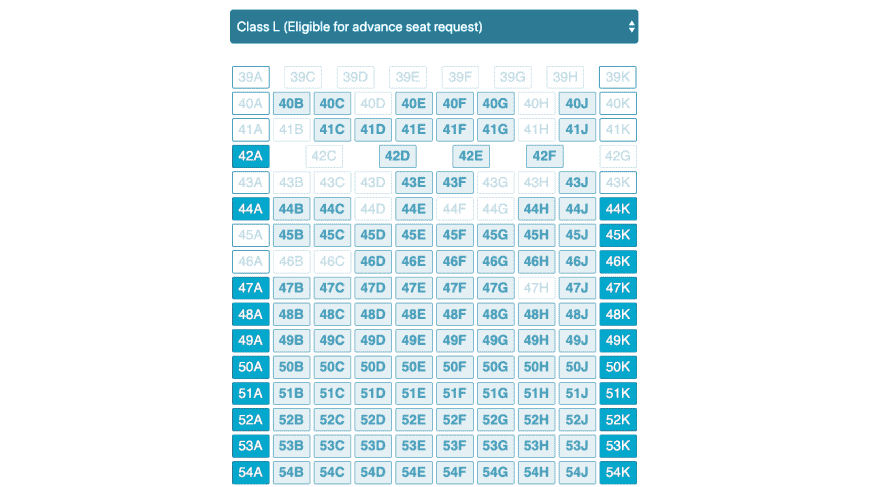 Class L (Eligible for advance seat request)
39A 39C 39D 39E 39F 39G 39H 39K
40A 40B 40C 40D 40E 40F 40G 40H 40J 40K
41A 41B 41C 41D 41E 41F 41G 41H 41J 41K
42A 42C 42D 42E 42F 42G
43A 43B 43C 43D 43E 43F 43G 43H 43J 43K
44A 44B 44C 44D 44E 44F 44G 44H 44J 44K
45A 45B 45C 45D 45E 45F 45G 45H 45J 45K
46A 46B 46C 46D 46E 46F 46G 46H 46J 46K
47A 47B 47C 47D 47E 47F 47G 47H 47J 47K
48A 48B 48C 48D 48E 48F 48G 48H 48J 48K
49A 49B 49C 49D 49E 49F 49G 49H 49J 49K
50A 50B 50C 50D 50E 50F 50G 50H 50J 50K
51A 51B 51C 51D 51E 51F 51G 51H 51J 51K
52A 52B 52C 52D 52E 52F 52G 52H 52J 52K
53A 53B 53C 53D 53E 53F 53G 53H 53J 53K
54A 54B 54C 54D 54E 54F 54G 54H 54J 54K